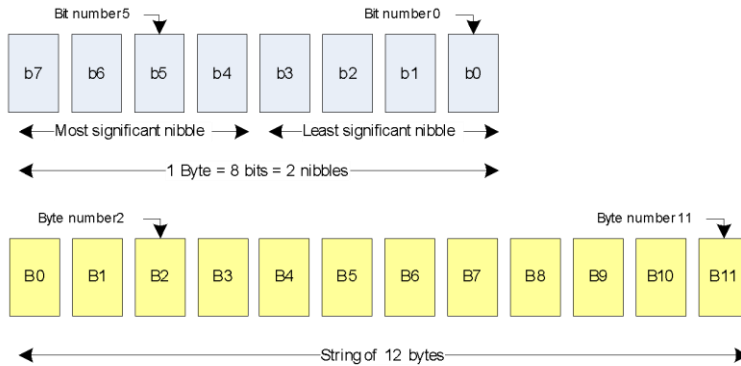 Bit number5 Bit number0
b7 b6 b5 b4 b3 b2 b1 b0
Most significant nibble Least significant nibble
1 Byte = 8 bits = 2 nibbles
Byte number2 Byte number 11
B0 B1 B2 B3 B4 B5 B6 B7 B8 B9 B10 B11
String of 12 bytes